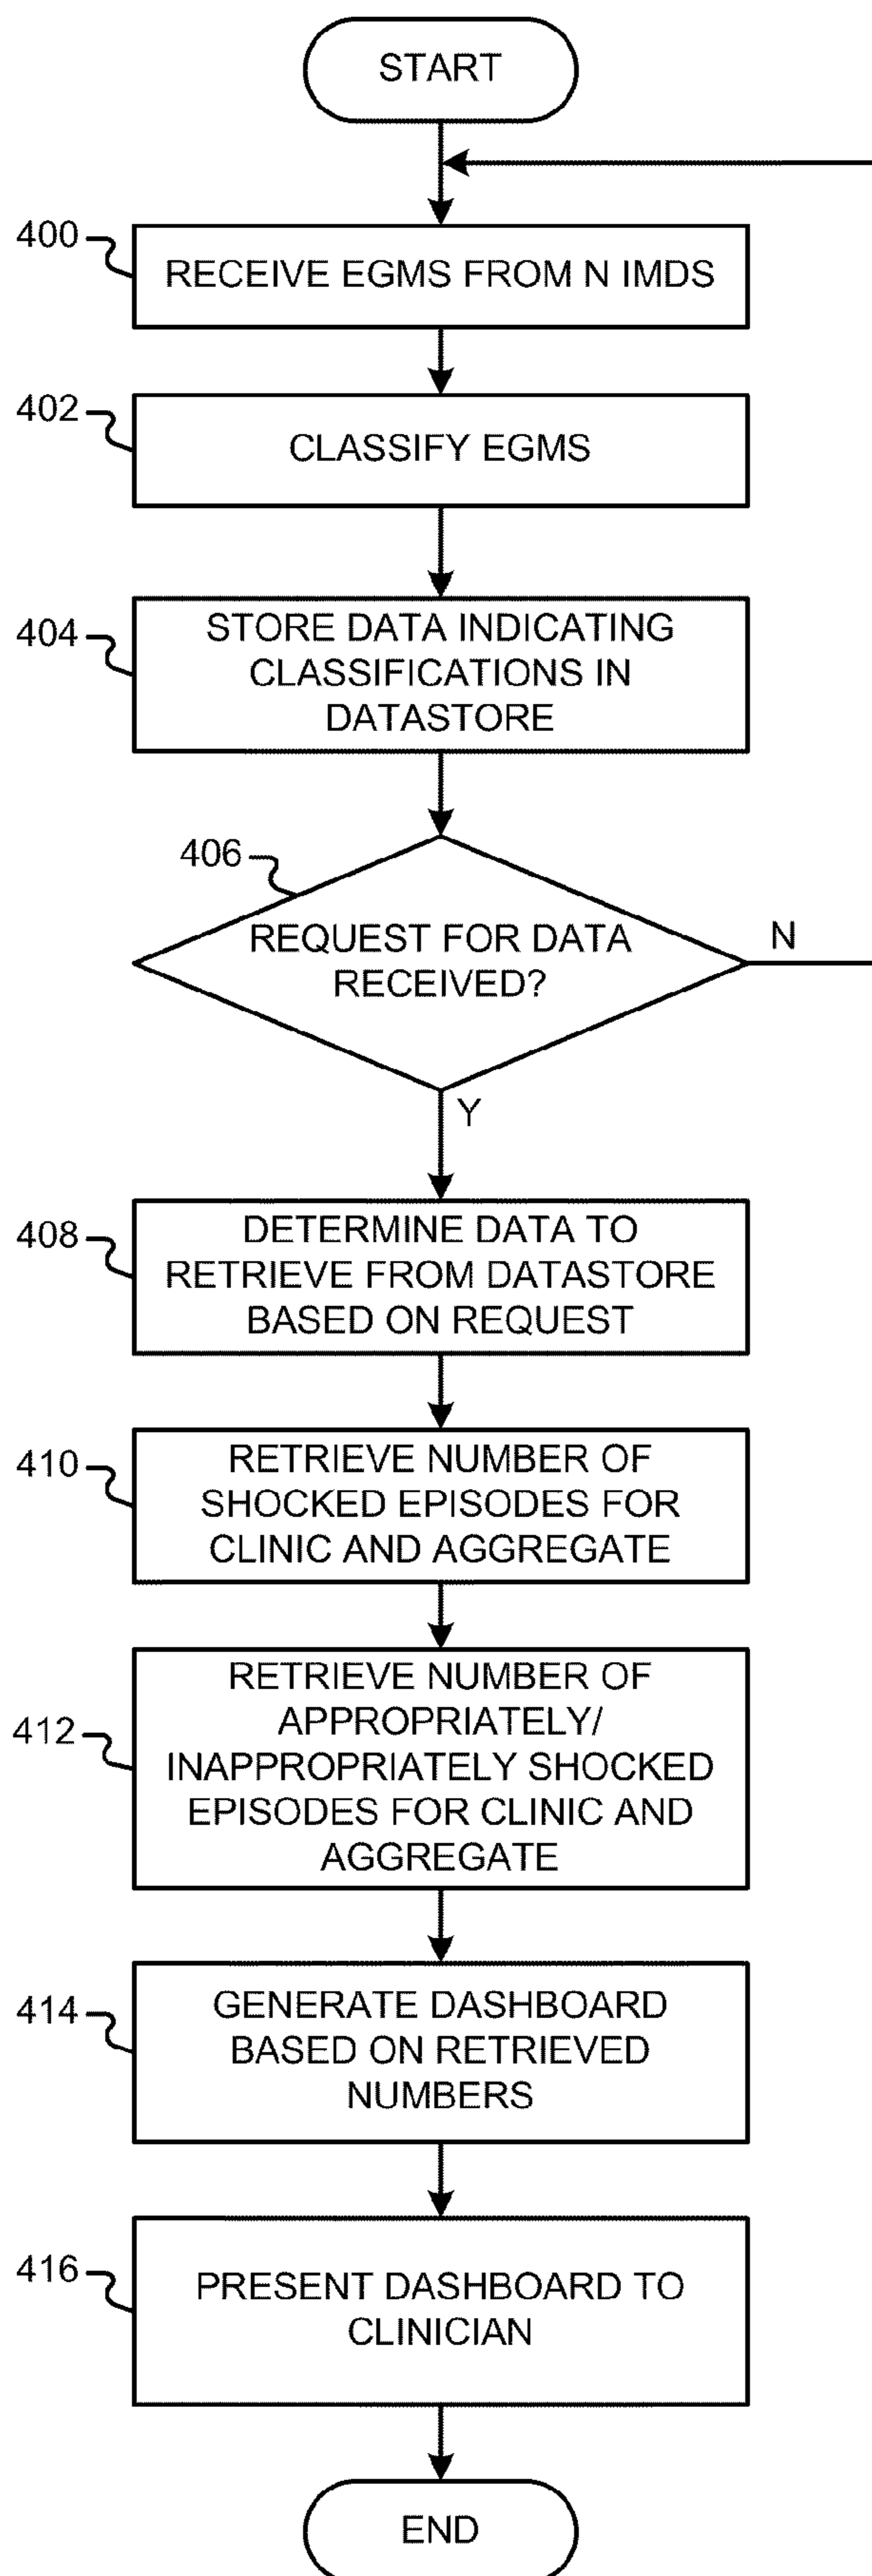 START
400
RECEIVE EGMS FROM N IMDS
402
CLASSIFY EGMS
404
STORE DATA INDICATING
CLASSIFICATIONS IN
DATASTORE
406
REQUEST FOR DATA
RECEIVED?
N
Y
408
DETERMINE DATA TO
RETRIEVE FROM DATASTORE
BASED ON REQUEST
410
RETRIEVE NUMBER OF
SHOCKED EPISODES FOR
CLINIC AND AGGREGATE
412
RETRIEVE NUMBER OF
APPROPRIATELY/
INAPPROPRIATELY SHOCKED
EPISODES FOR CLINIC AND
AGGREGATE
414
GENERATE DASHBOARD
BASED ON RETRIEVED
NUMBERS
416
PRESENT DASHBOARD TO
CLINICIAN
END